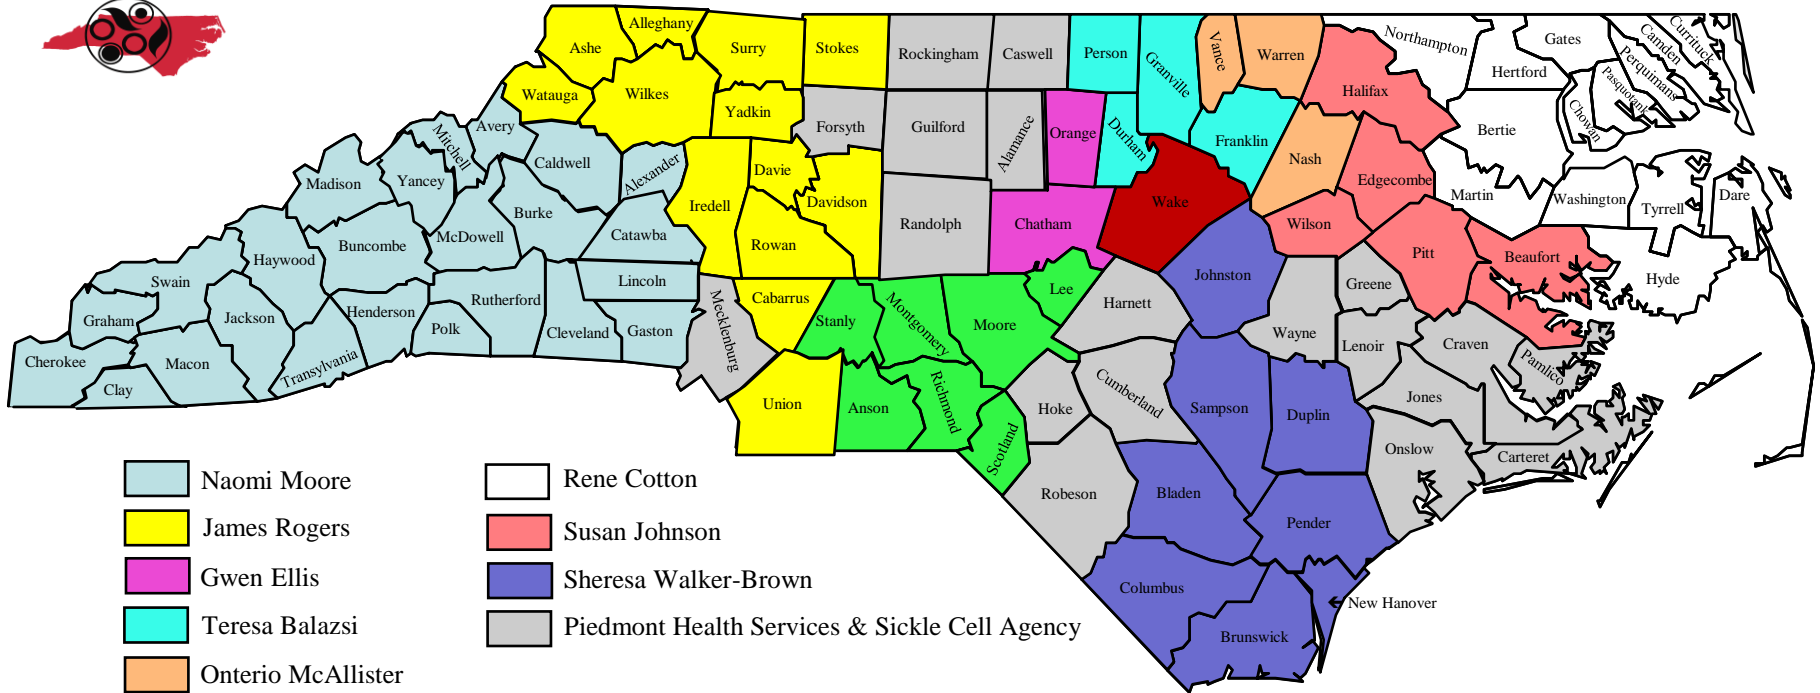 Alleghany
Ashe
Surry
Stokes
Rockingham
Caswell
Person
Granville
Vance
Warren
Northampton
Gates
Hertford
Camden
Currituck
Perquimans
Pasquotank
Chowan
Halifax
Bertie
Watauga
Wilkes
Yadkin
Forsyth
Guilford
Alamance
Orange
Durham
Franklin
Nash
Edgecombe
Martin
Washington
Tyrrell
Dare
Mitchell
Avery
Caldwell
Alexander
Davie
Madison
Yancey
Iredell
Davidson
Randolph
Chatham
Wake
Wilson
Burke
McDowell
Buncombe
Catawba
Rowan
Haywood
Pitt
Beaufort
Hyde
Swain
Lincoln
Johnston
Greene
Lee
Harnett
Rutherford
Cabarrus
Mecklenburg
Montgomery
Graham
Jackson
Henderson
Polk
Cleveland
Gaston
Stanly
Moore
Wayne
Lenoir
Craven
Pamlico
Cherokee
Macon
Clay
Transylvania
Union
Anson
Richmond
Scotland
Hoke
Cumberland
Sampson
Duplin
Jones
Onslow
Carteret
Robeson
Bladen
Pender
Columbus
New Hanover
Brunswick
Naomi Moore
James Rogers
Gwen Ellis
Teresa Balazsi
Onterio McAllister
Rene Cotton
Susan Johnson
Sheresa Walker-Brown
Piedmont Health Services & Sickle Cell Agency